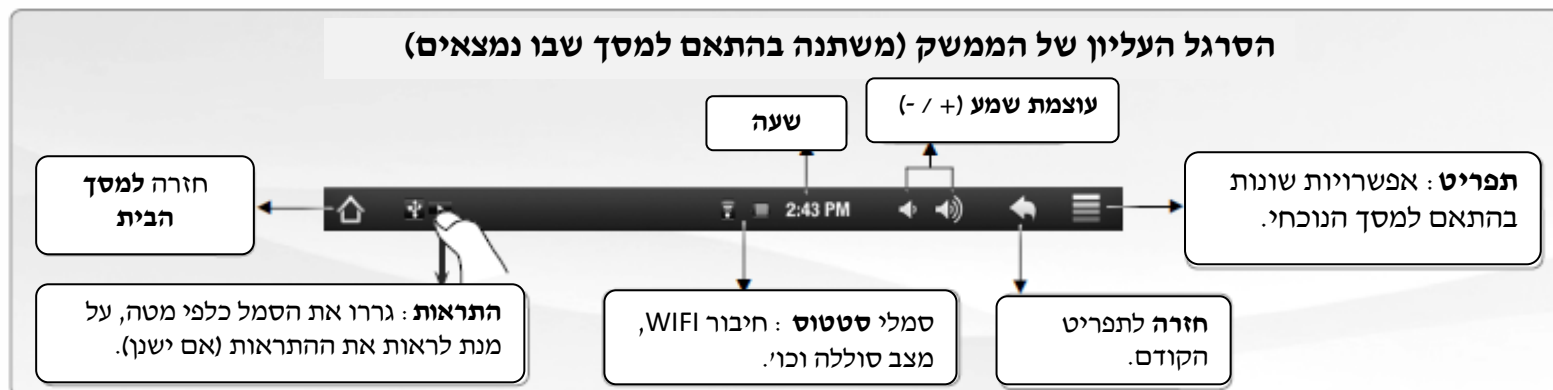 הסרגל העליון של הממשק (משתנה בהתאם למסך שבו נמצאים)
עוצמת שמע (+ / -)
שעה
תפריט : אפשרויות שונות
בהתאם למסך הנוכחי.
חזרה למסך
הבית
2:43 PM
חזרה לתפריט
הקודם.
סמלי סטטוס : חיבור WIFI,
מצב סוללה וכו'.
התראות : גררו את הסמל כלפי מטה, על
מנת לראות את ההתראות (אם ישנן).